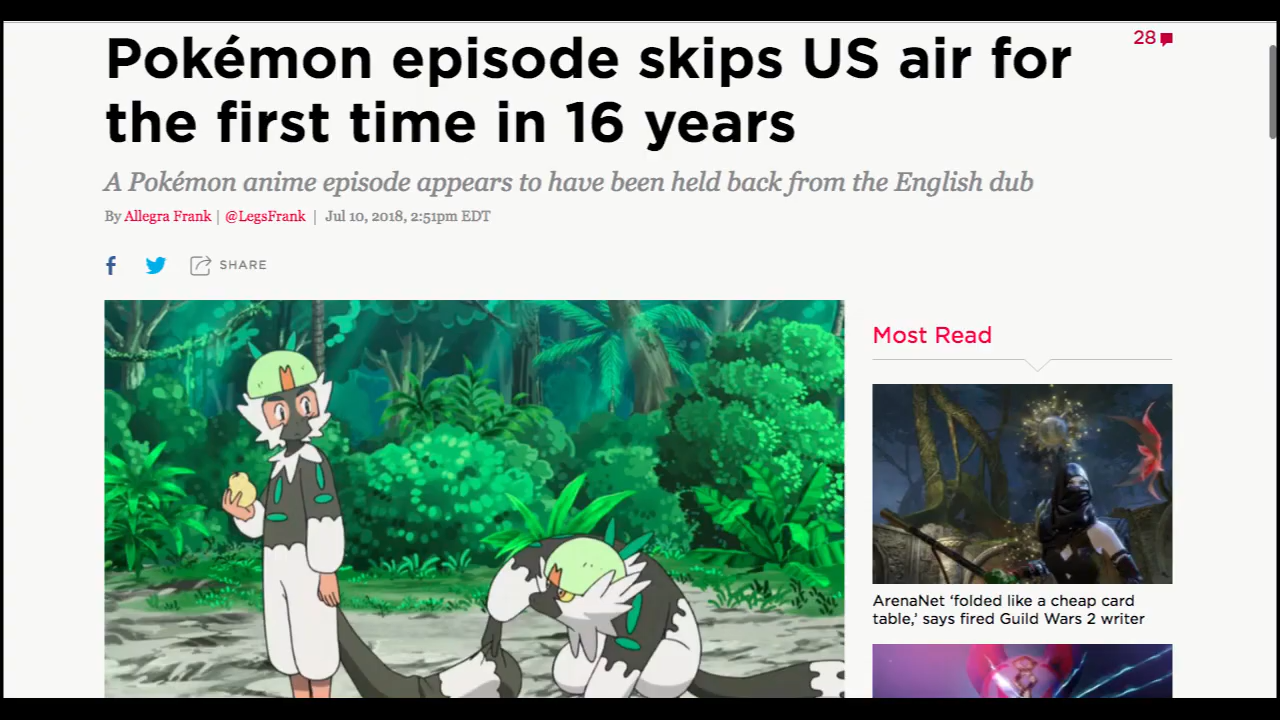 Pokémon episode skips US air for
the first time in 16 years
28
A Pokémon anime episode appears to have been held back from the English dub
By Allegra Frank | @LegsFrank | Jul 10, 2018, 2:51pm EDT
SHARE
Most Read
ArenaNet ‘folded like a cheap card
table,’ says fired Guild Wars 2 writer